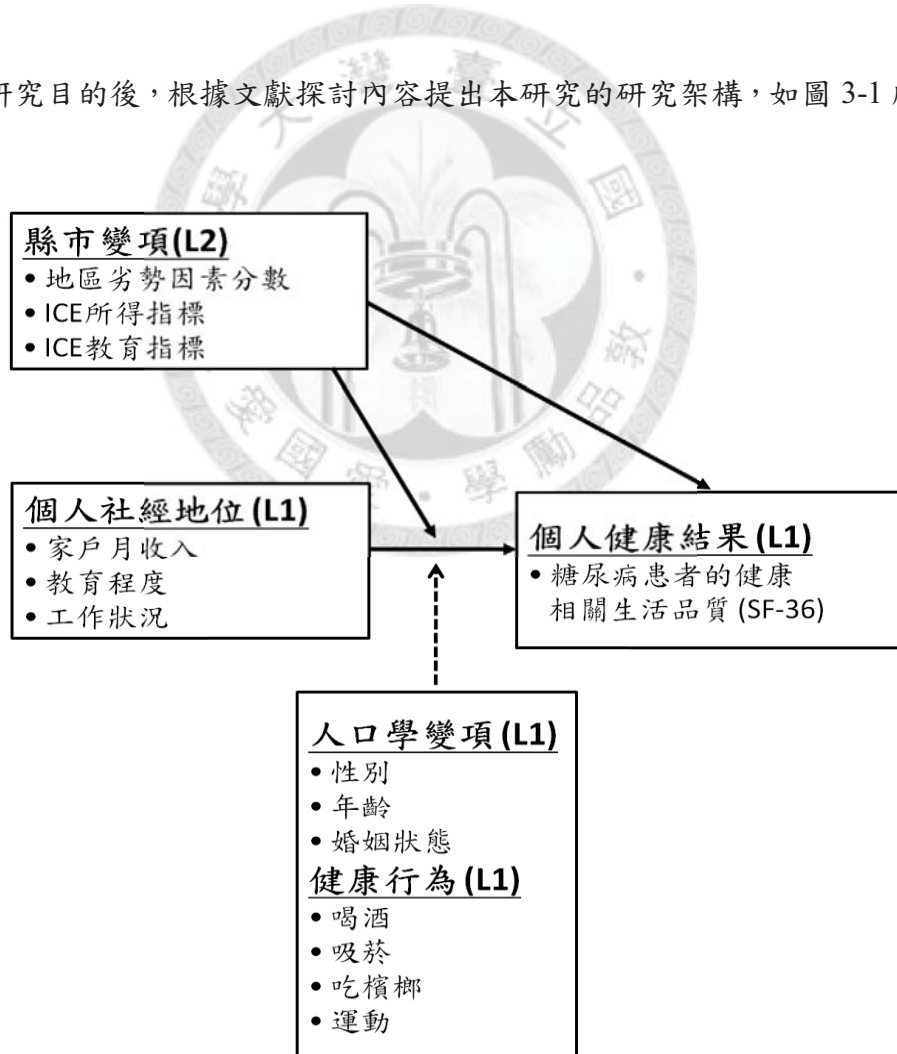 研究目的後，根據文獻探討內容提出本研究的研究架構，如圖 3-1
縣市變項(L2)
• 地區劣勢因素分數
• ICE所得指標
• ICE教育指標
個人社經地位(L1)
• 家戶月收入
• 教育程度
• 工作狀況
個人健康結果(L1)
• 糖尿病患者的健康
相關生活品質(SF-36)
人口學變項(L1)
• 性別
• 年齡
• 婚姻狀態
健康行為(L1)
• 喝酒
• 吸菸
• 吃檳榔
• 運動